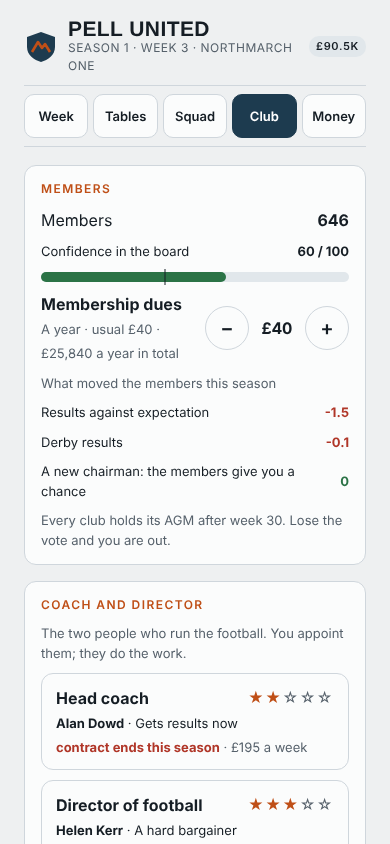 PELL UNITED
SEASON 1 · WEEK 3 · NORTHMARCH
ONE
£90.5K
Week
Tables
Squad
Club
Money
MEMBERS
Members 646
Confidence in the board 60 / 100
Membership dues
A year · usual £40 ·
£25,840 a year in total
− £40 +
What moved the members this season
Results against expectation -1.5
Derby results -0.1
A new chairman: the members give you a
chance 0
Every club holds its AGM after week 30. Lose the
vote and you are out.
COACH AND DIRECTOR
The two people who run the football. You appoint
them; they do the work.
Head coach ★★☆☆☆
Alan Dowd · Gets results now
contract ends this season · £195 a week
Director of football ★★★☆☆
Helen Kerr · A hard bargainer